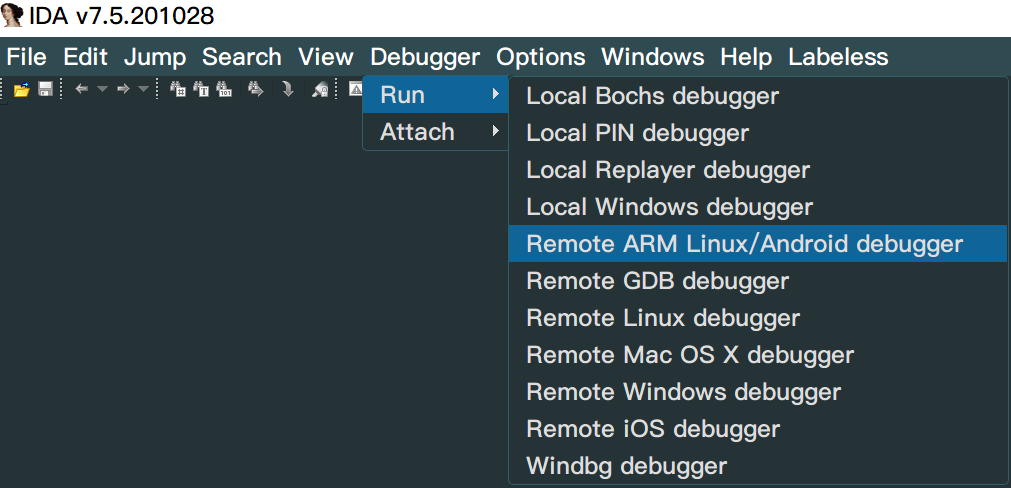 IDA v7.5.201028
File Edit Jump Search View Debugger Options Windows Help Labeless
Run
Attach
Local Bochs debugger
Local PIN debugger
Local Replayer debugger
Local Windows debugger
Remote ARM Linux/Android debugger
Remote GDB debugger
Remote Linux debugger
Remote Mac OS X debugger
Remote Windows debugger
Remote iOS debugger
Windbg debugger